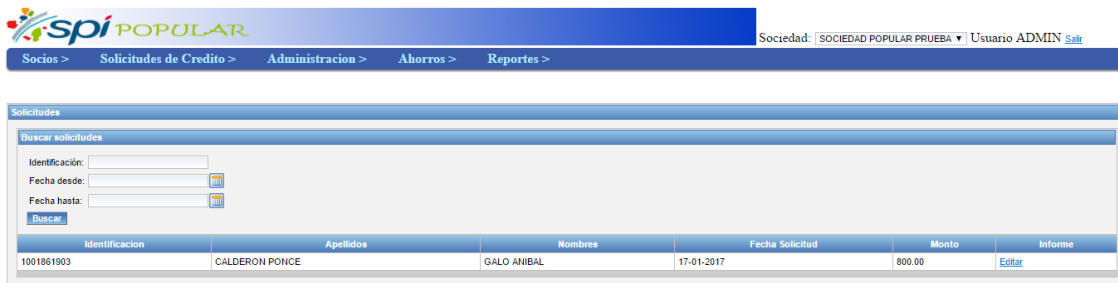 spi POPULAR
Sociedad: SOCIEDAD POPULAR PRUEBA Usuario ADMIN Salir
Socios > Solicitudes de Credito > Administracion > Ahorros > Reportes >
Solicitudes
Buscar solicitudes
Identificación:
Fecha desde:
Fecha hasta:
Buscar
Identificacion Apellidos Nombres Fecha Solicitud Monto Informe
1001861903 CALDERON PONCE GALO ANIBAL 17-01-2017 800.00 Editar